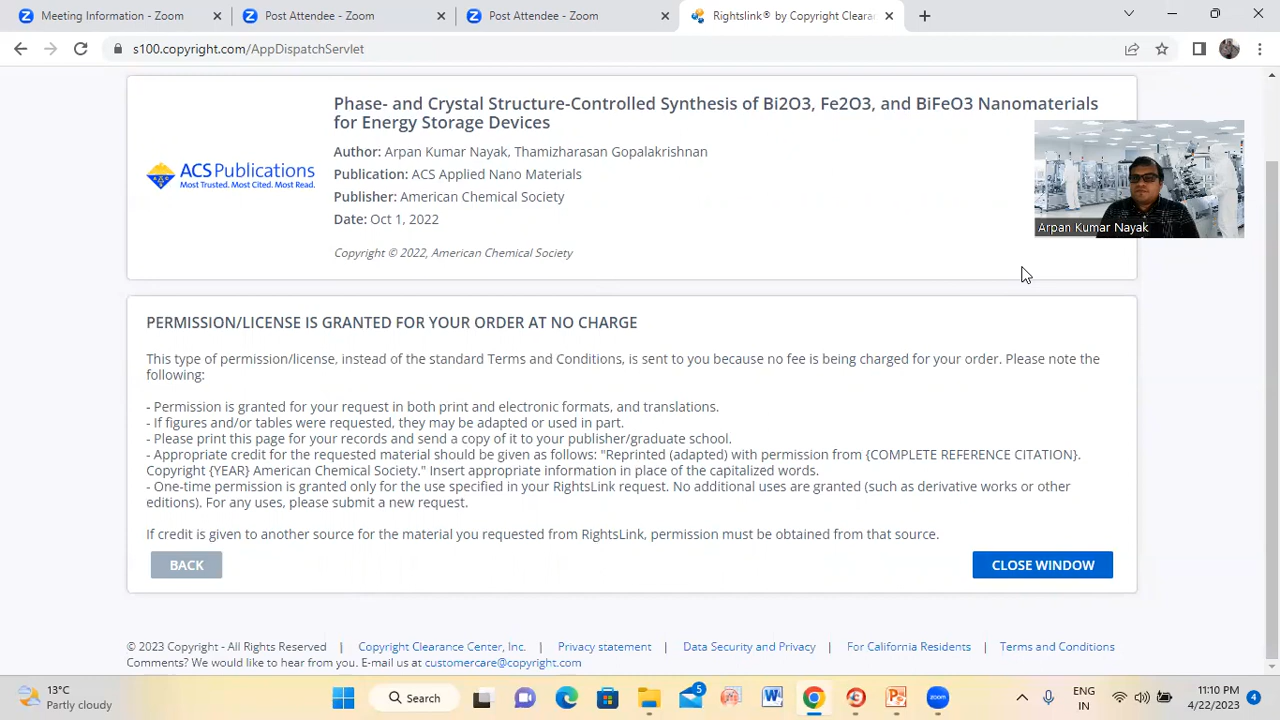 Meeting Information - Zoom
Post Attendee - Zoom
Post Attendee - Zoom
Rightslink® by Copyright Cleara
s100.copyright.com/AppDispatchServlet
Phase- and Crystal Structure-Controlled Synthesis of Bi2O3, Fe2O3, and BiFeO3 Nanomaterials
for Energy Storage Devices
Author: Arpan Kumar Nayak, Thamizharasan Gopalakrishnan
ACS Publications
Most Trusted. Most Cited. Most Read.
Publication: ACS Applied Nano Materials
Publisher: American Chemical Society
Date: Oct 1, 2022
Arpan Kumar Nayak
Copyright © 2022, American Chemical Society
PERMISSION/LICENSE IS GRANTED FOR YOUR ORDER AT NO CHARGE
This type of permission/license, instead of the standard Terms and Conditions, is sent to you because no fee is being charged for your order. Please note the
following:
- Permission is granted for your request in both print and electronic formats, and translations.
- If figures and/or tables were requested, they may be adapted or used in part.
- Please print this page for your records and send a copy of it to your publisher/graduate school.
- Appropriate credit for the requested material should be given as follows: "Reprinted (adapted) with permission from {COMPLETE REFERENCE CITATION}.
Copyright {YEAR} American Chemical Society." Insert appropriate information in place of the capitalized words.
- One-time permission is granted only for the use specified in your RightsLink request. No additional uses are granted (such as derivative works or other
editions). For any uses, please submit a new request.
If credit is given to another source for the material you requested from RightsLink, permission must be obtained from that source.
BACK
CLOSE WINDOW
© 2023 Copyright - All Rights Reserved | Copyright Clearance Center, Inc. | Privacy statement | Data Security and Privacy | For California Residents | Terms and Conditions
Comments? We would like to hear from you. E-mail us at customercare@copyright.com
13°C
Partly cloudy
Search
5
ENG
IN
11:10 PM
4/22/2023
4